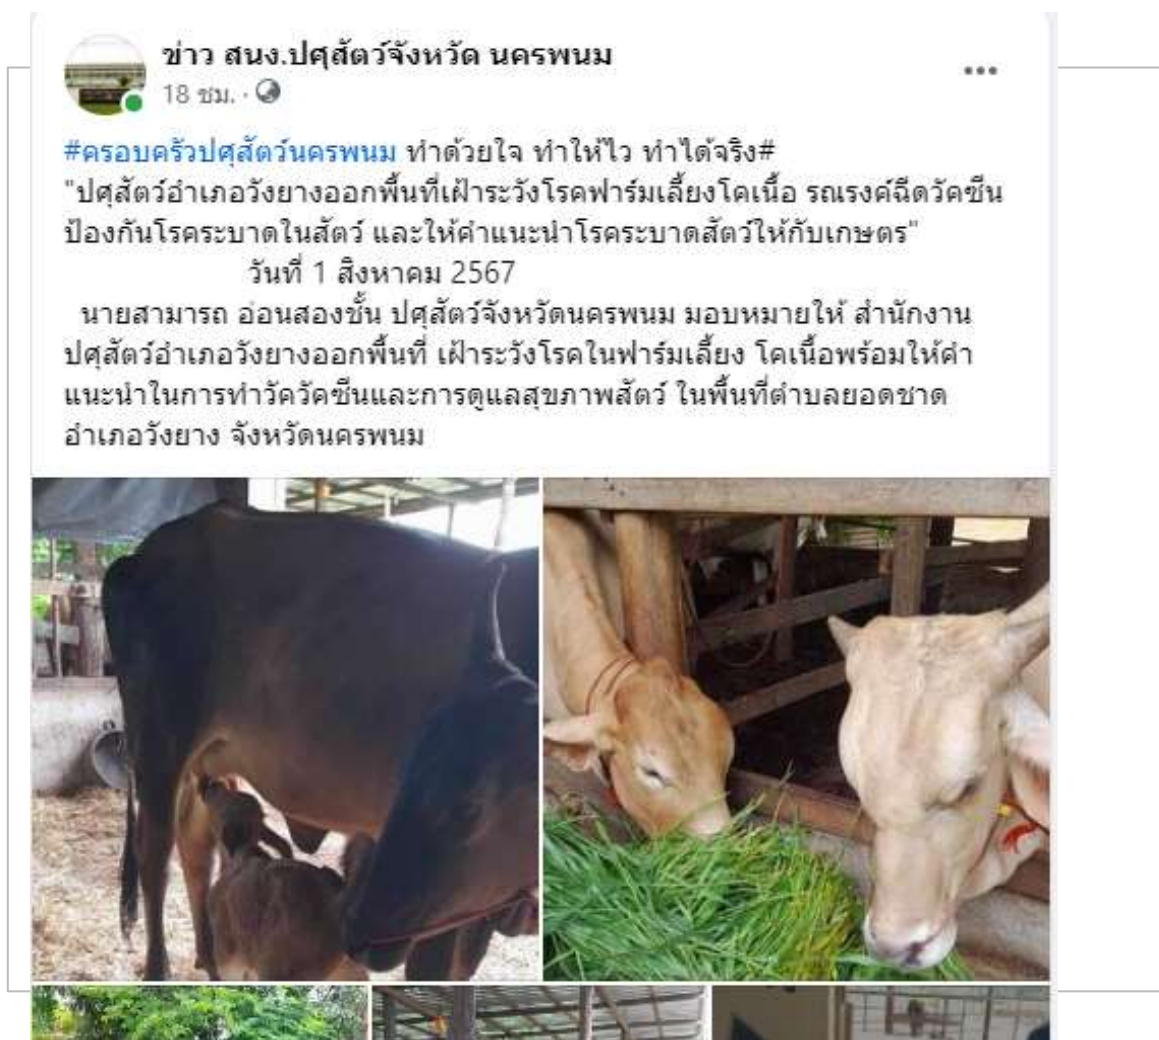 ข่าว สนง.ปศุสัตว์จังหวัด นครพนม
18 ชม. ·
#ครอบครัวปศุสัตว์นครพนม ทำด้วยใจ ทำให้ไว ทำได้จริง#
"ปศุสัตว์อำเภอวังยางออกพื้นที่เฝ้าระวังโรคฟาร์มเลี้ยงโคเนื้อ รณรงค์ฉีดวัคซีน
ป้องกันโรคระบาดในสัตว์ และให้คำแนะนำโรคระบาดสัตว์ให้กับเกษตร"
วันที่ 1 สิงหาคม 2567
นายสามารถ อ่อนสองชั้น ปศุสัตว์จังหวัดนครพนม มอบหมายให้ สำนักงาน
ปศุสัตว์อำเภอวังยางออกพื้นที่ เฝ้าระวังโรคในฟาร์มเลี้ยง โคเนื้อพร้อมให้คำ
แนะนำในการทำวัควัคซีนและการดูแลสุขภาพสัตว์ ในพื้นที่ตำบลยอดชาด
อำเภอวังยาง จังหวัดนครพนม